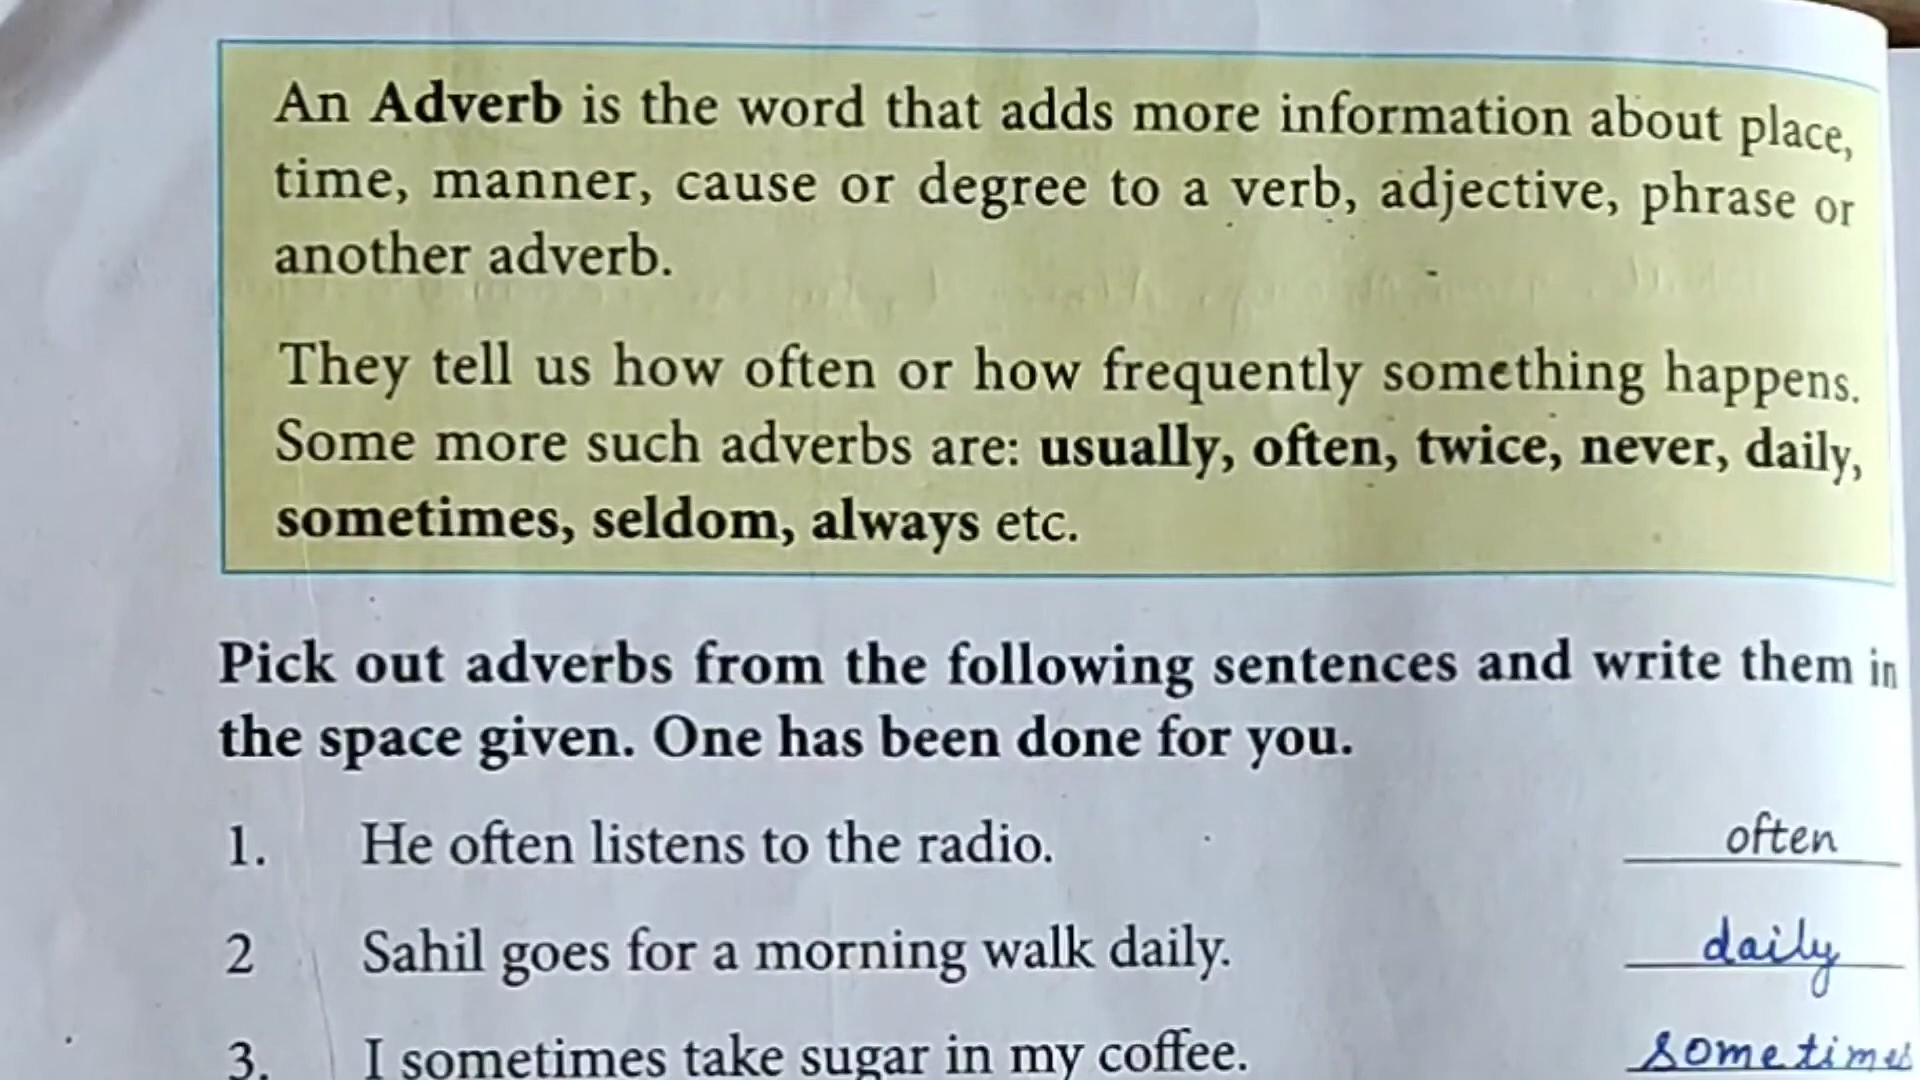 An Adverb is the word that adds more information about place,
time, manner, cause or degree to a verb, adjective, phrase or
another adverb.
They tell us how often or how frequently something happens.
Some more such adverbs are: usually, often, twice, never, daily,
sometimes, seldom, always etc.
Pick out adverbs from the following sentences and write them in
the space given. One has been done for you.
1. He often listens to the radio. often
2 Sahil goes for a morning walk daily. daily
3. I sometimes take sugar in my coffee. sometimes